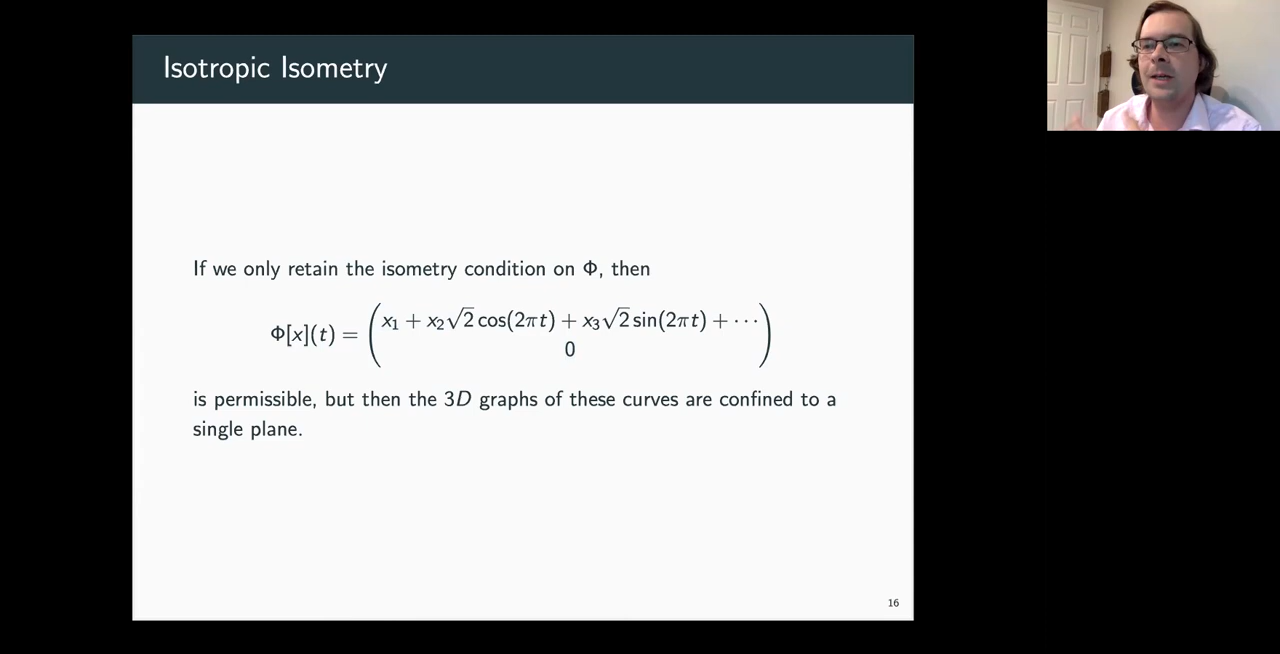 Isotropic Isometry
If we only retain the isometry condition on Φ, then
Φ[x](t) = (x₁ + x₂√2 cos(2πt) + x₃√2 sin(2πt) + ⋯
0)
is permissible, but then the 3D graphs of these curves are confined to a
single plane.
16